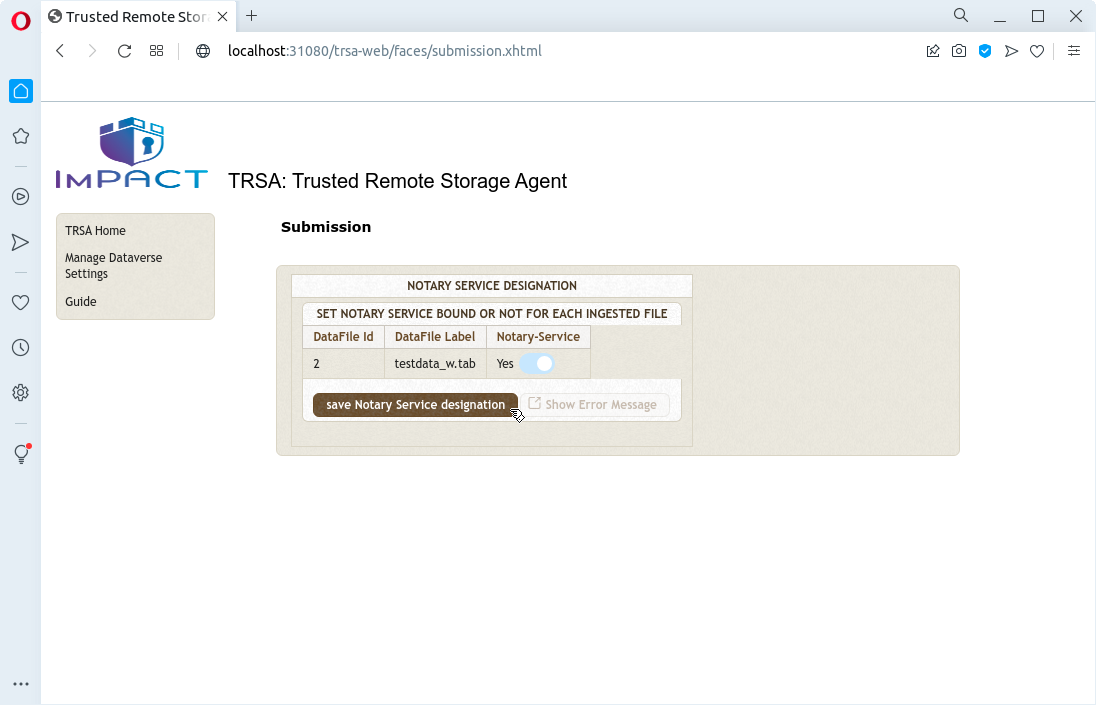 Trusted Remote Stor
localhost:31080/trsa-web/faces/submission.xhtml
IMPACT
TRSA: Trusted Remote Storage Agent
TRSA Home
Manage Dataverse
Settings
Guide
Submission
NOTARY SERVICE DESIGNATION
SET NOTARY SERVICE BOUND OR NOT FOR EACH INGESTED FILE
DataFile Id DataFile Label Notary-Service
2 testdata_w.tab Yes
save Notary Service designation Show Error Message